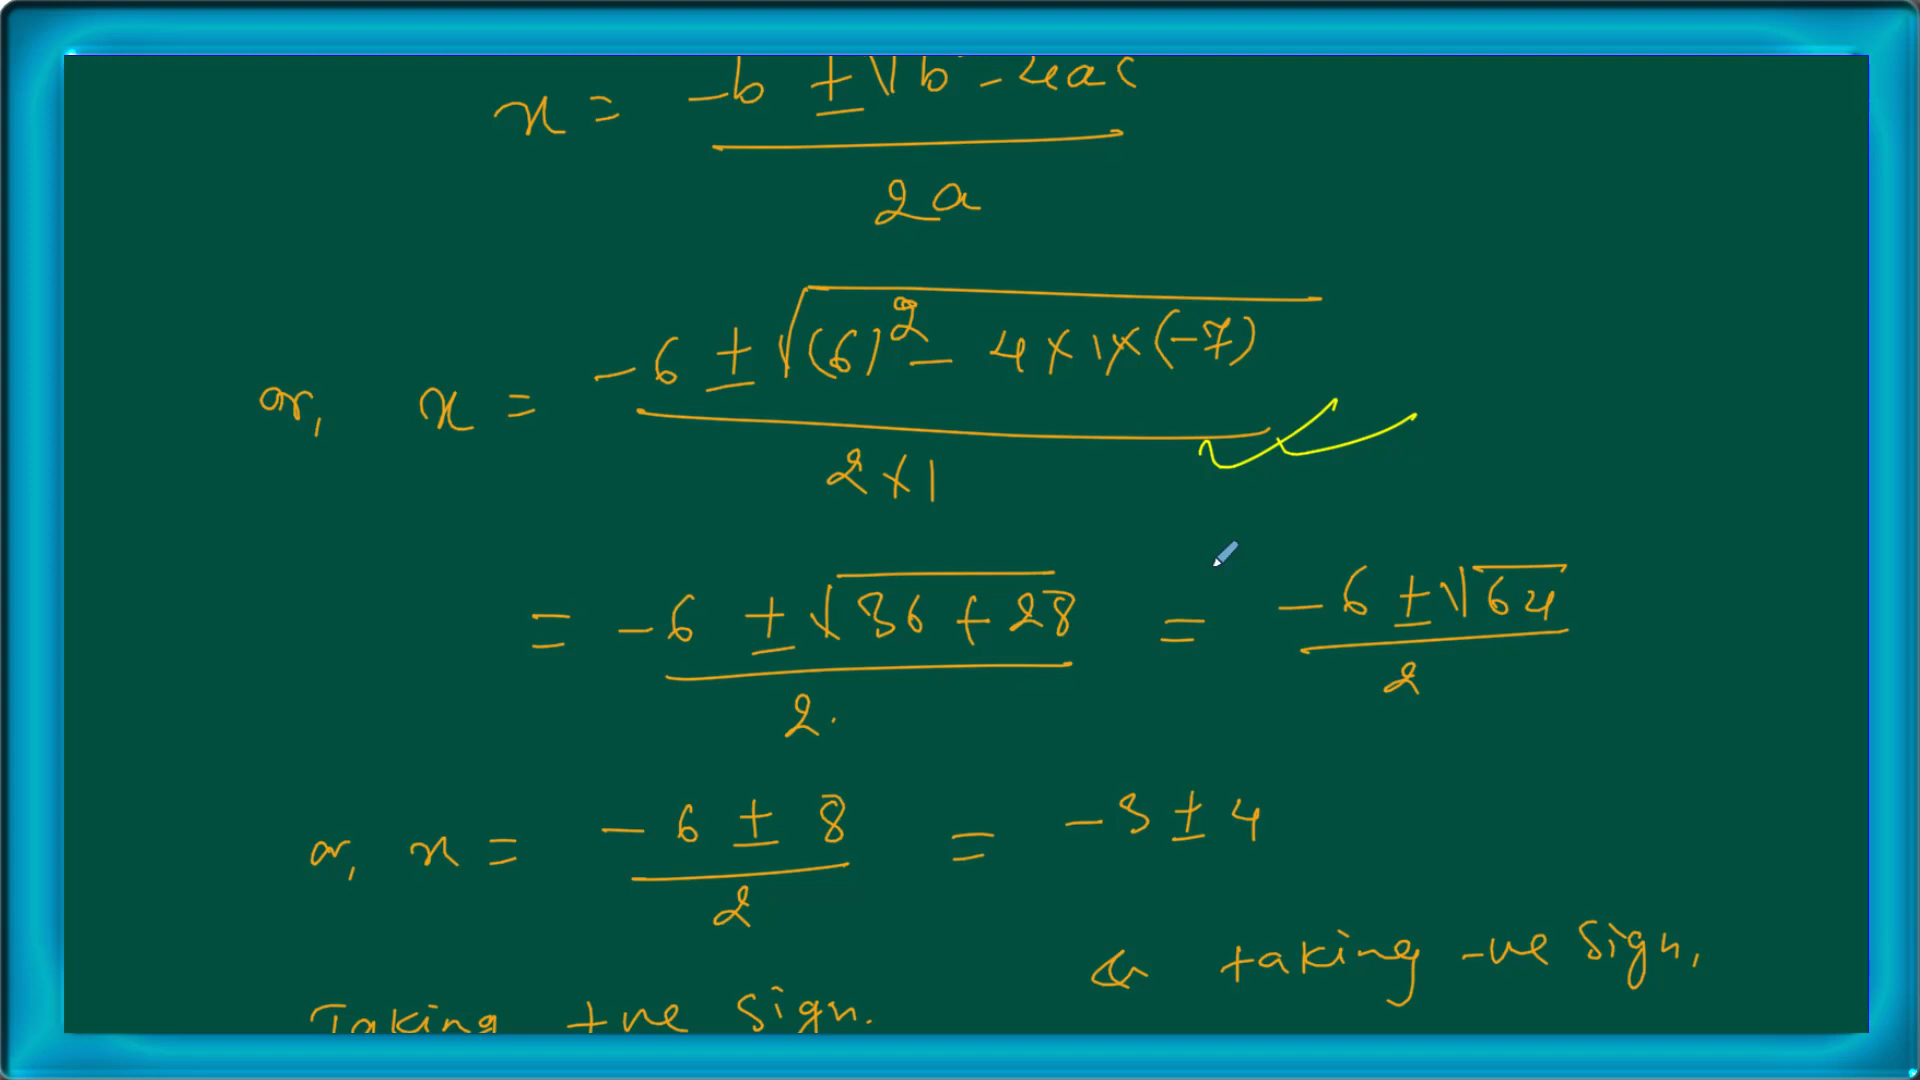 x = (-b ± √b² - 4ac) / 2a
or, x = (-6 ± √((6)² - 4 × 1 × (-7))) / (2 × 1)
= (-6 ± √(36 + 28)) / 2. = (-6 ± √64) / 2
or, x = (-6 ± 8) / 2 = -3 ± 4
Taking +ve sign.
& taking -ve sign,